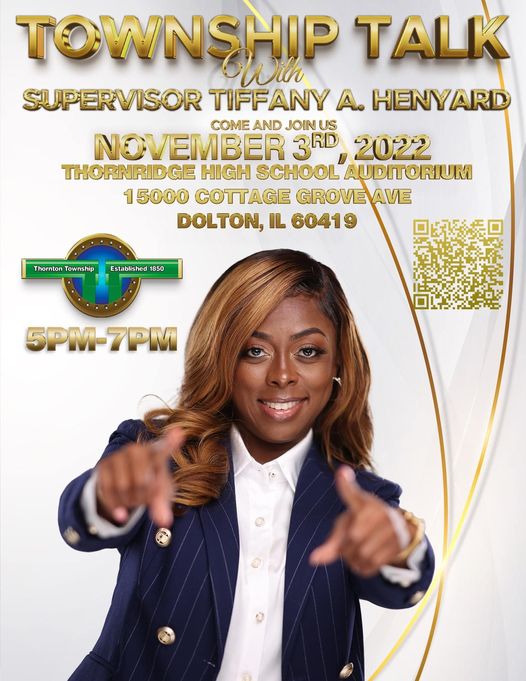 TOWNSHIP TALK
With
SUPERVISOR TIFFANY A. HENYARD
COME AND JOIN US
NOVEMBER 3RD, 2022
THORNRIDGE HIGH SCHOOL AUDITORIUM
15000 COTTAGE GROVE AVE
DOLTON, IL 60419
Thornton Township Established 1850
5PM-7PM